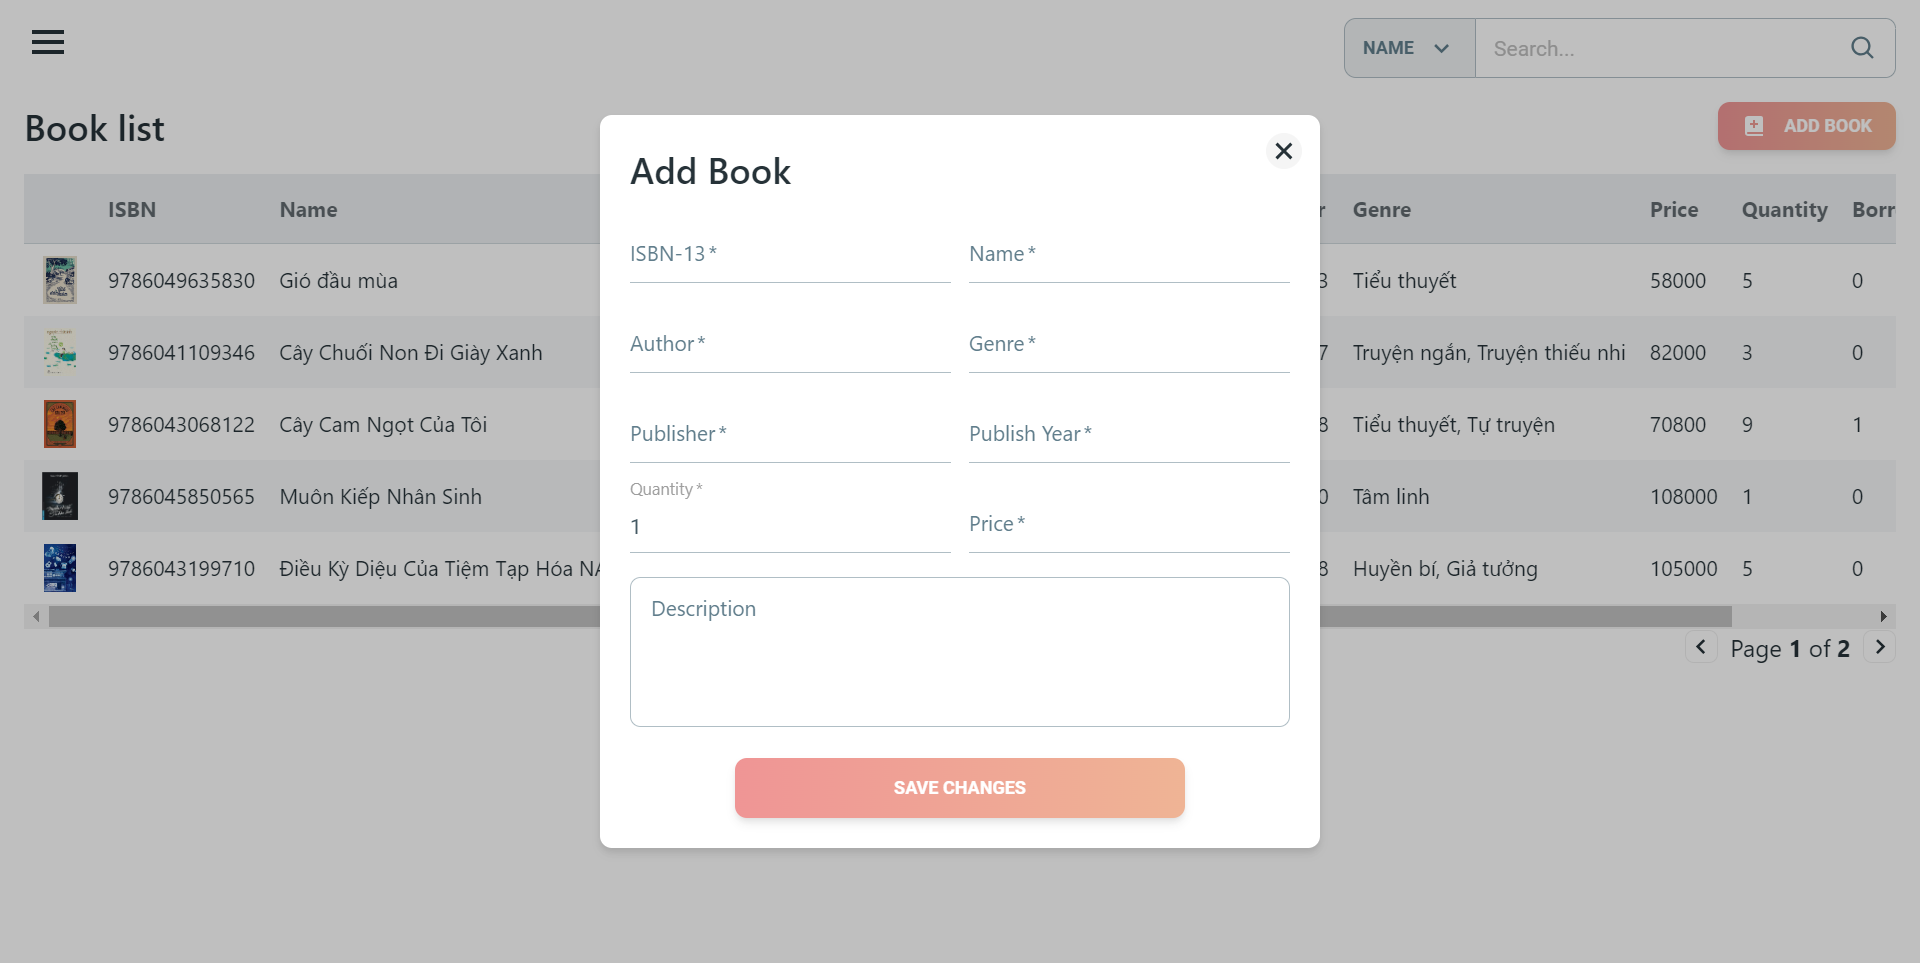 NAME
Search...
Book list
ADD BOOK
ISBN Name r Genre Price Quantity Borr
9786049635830 Gió đầu mùa 3 Tiểu thuyết 58000 5 0
9786041109346 Cây Chuối Non Đi Giày Xanh 7 Truyện ngắn, Truyện thiếu nhi 82000 3 0
9786043068122 Cây Cam Ngọt Của Tôi 8 Tiểu thuyết, Tự truyện 70800 9 1
9786045850565 Muôn Kiếp Nhân Sinh 0 Tâm linh 108000 1 0
9786043199710 Điều Kỳ Diệu Của Tiệm Tạp Hóa NA 8 Huyền bí, Giả tưởng 105000 5 0
Page 1 of 2
Add Book
ISBN-13 * Name *
Author * Genre *
Publisher * Publish Year *
Quantity *
1 Price *
Description
SAVE CHANGES